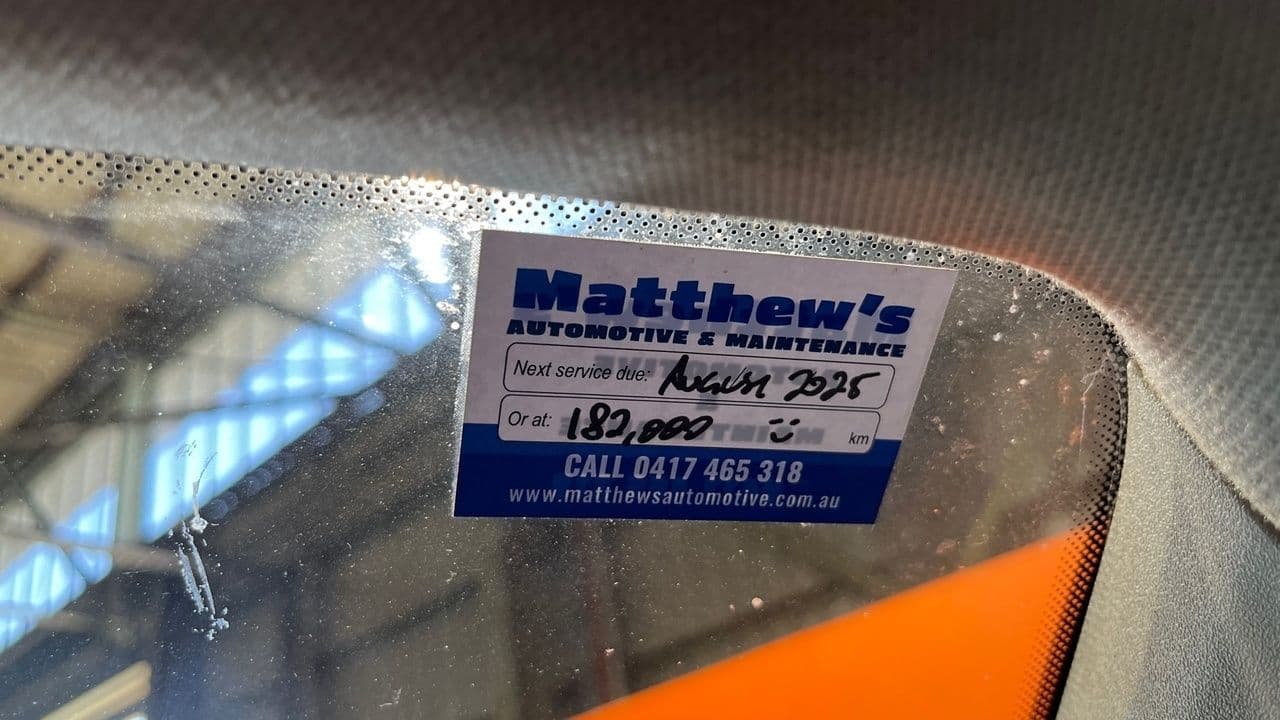 Matthew's
AUTOMOTIVE & MAINTENANCE
Next service due: August 2025
Or at: 182,000 km
CALL 0417 465 318
www.matthewsautomotive.com.au